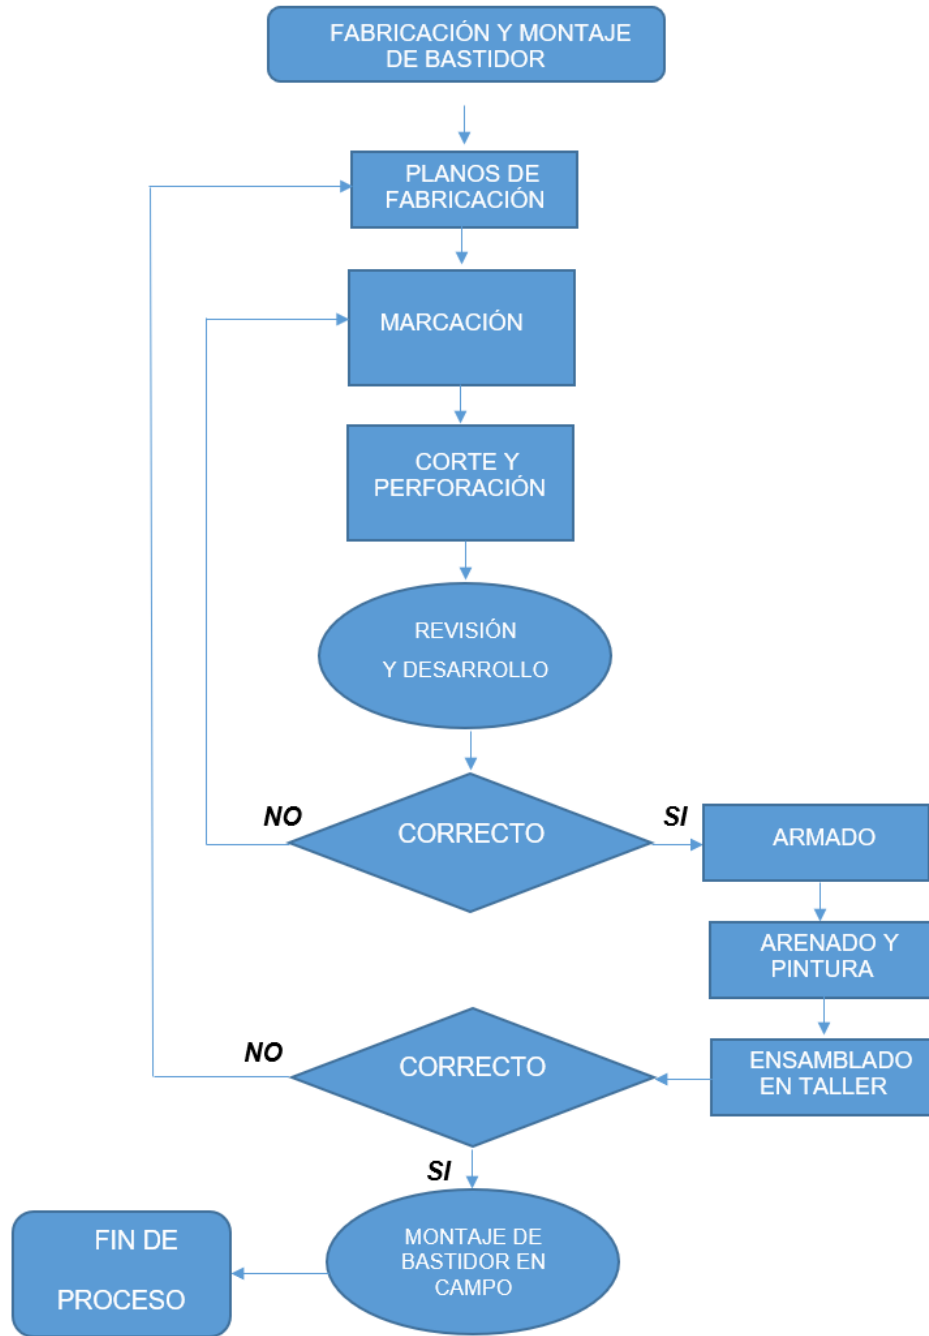 FABRICACIÓN Y MONTAJE
DE BASTIDOR
PLANOS DE
FABRICACIÓN
MARCACIÓN
CORTE Y
PERFORACIÓN
REVISIÓN
Y DESARROLLO
NO
CORRECTO
SI
ARMADO
ARENADO Y
PINTURA
ENSAMBLADO
EN TALLER
NO
CORRECTO
SI
MONTAJE DE
BASTIDOR EN
CAMPO
FIN DE
PROCESO